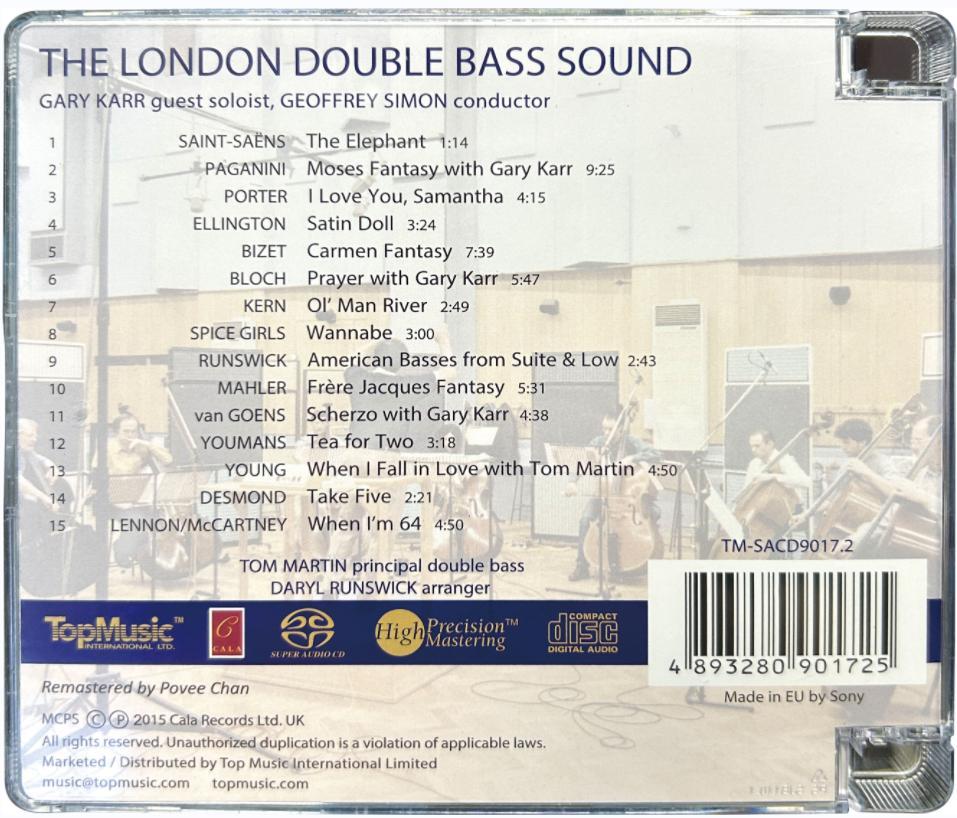 THE LONDON DOUBLE BASS SOUND
GARY KARR guest soloist, GEOFFREY SIMON conductor
1 SAINT-SAËNS The Elephant 1:14
2 PAGANINI Moses Fantasy with Gary Karr 9:25
3 PORTER I Love You, Samantha 4:15
4 ELLINGTON Satin Doll 3:24
5 BIZET Carmen Fantasy 7:39
6 BLOCH Prayer with Gary Karr 5:47
7 KERN Ol' Man River 2:49
8 SPICE GIRLS Wannabe 3:00
9 RUNSWICK American Basses from Suite & Low 2:43
10 MAHLER Frère Jacques Fantasy 5:31
11 van GOENS Scherzo with Gary Karr 4:38
12 YOUMANS Tea for Two 3:18
13 YOUNG When I Fall in Love with Tom Martin 4:50
14 DESMOND Take Five 2:21
15 LENNON/McCARTNEY When I'm 64 4:50
TOM MARTIN principal double bass
DARYL RUNSWICK arranger
TM-SACD9017.2
TopMusic™
INTERNATIONAL LTD.
C
CALA
SUPER AUDIO CD
High Precision™
Mastering
COMPACT
disc
DIGITAL AUDIO
4 893280 901725
Made in EU by Sony
Remastered by Povee Chan
MCPS © ℗ 2015 Cala Records Ltd. UK
All rights reserved. Unauthorized duplication is a violation of applicable laws.
Marketed / Distributed by Top Music International Limited
music@topmusic.com topmusic.com